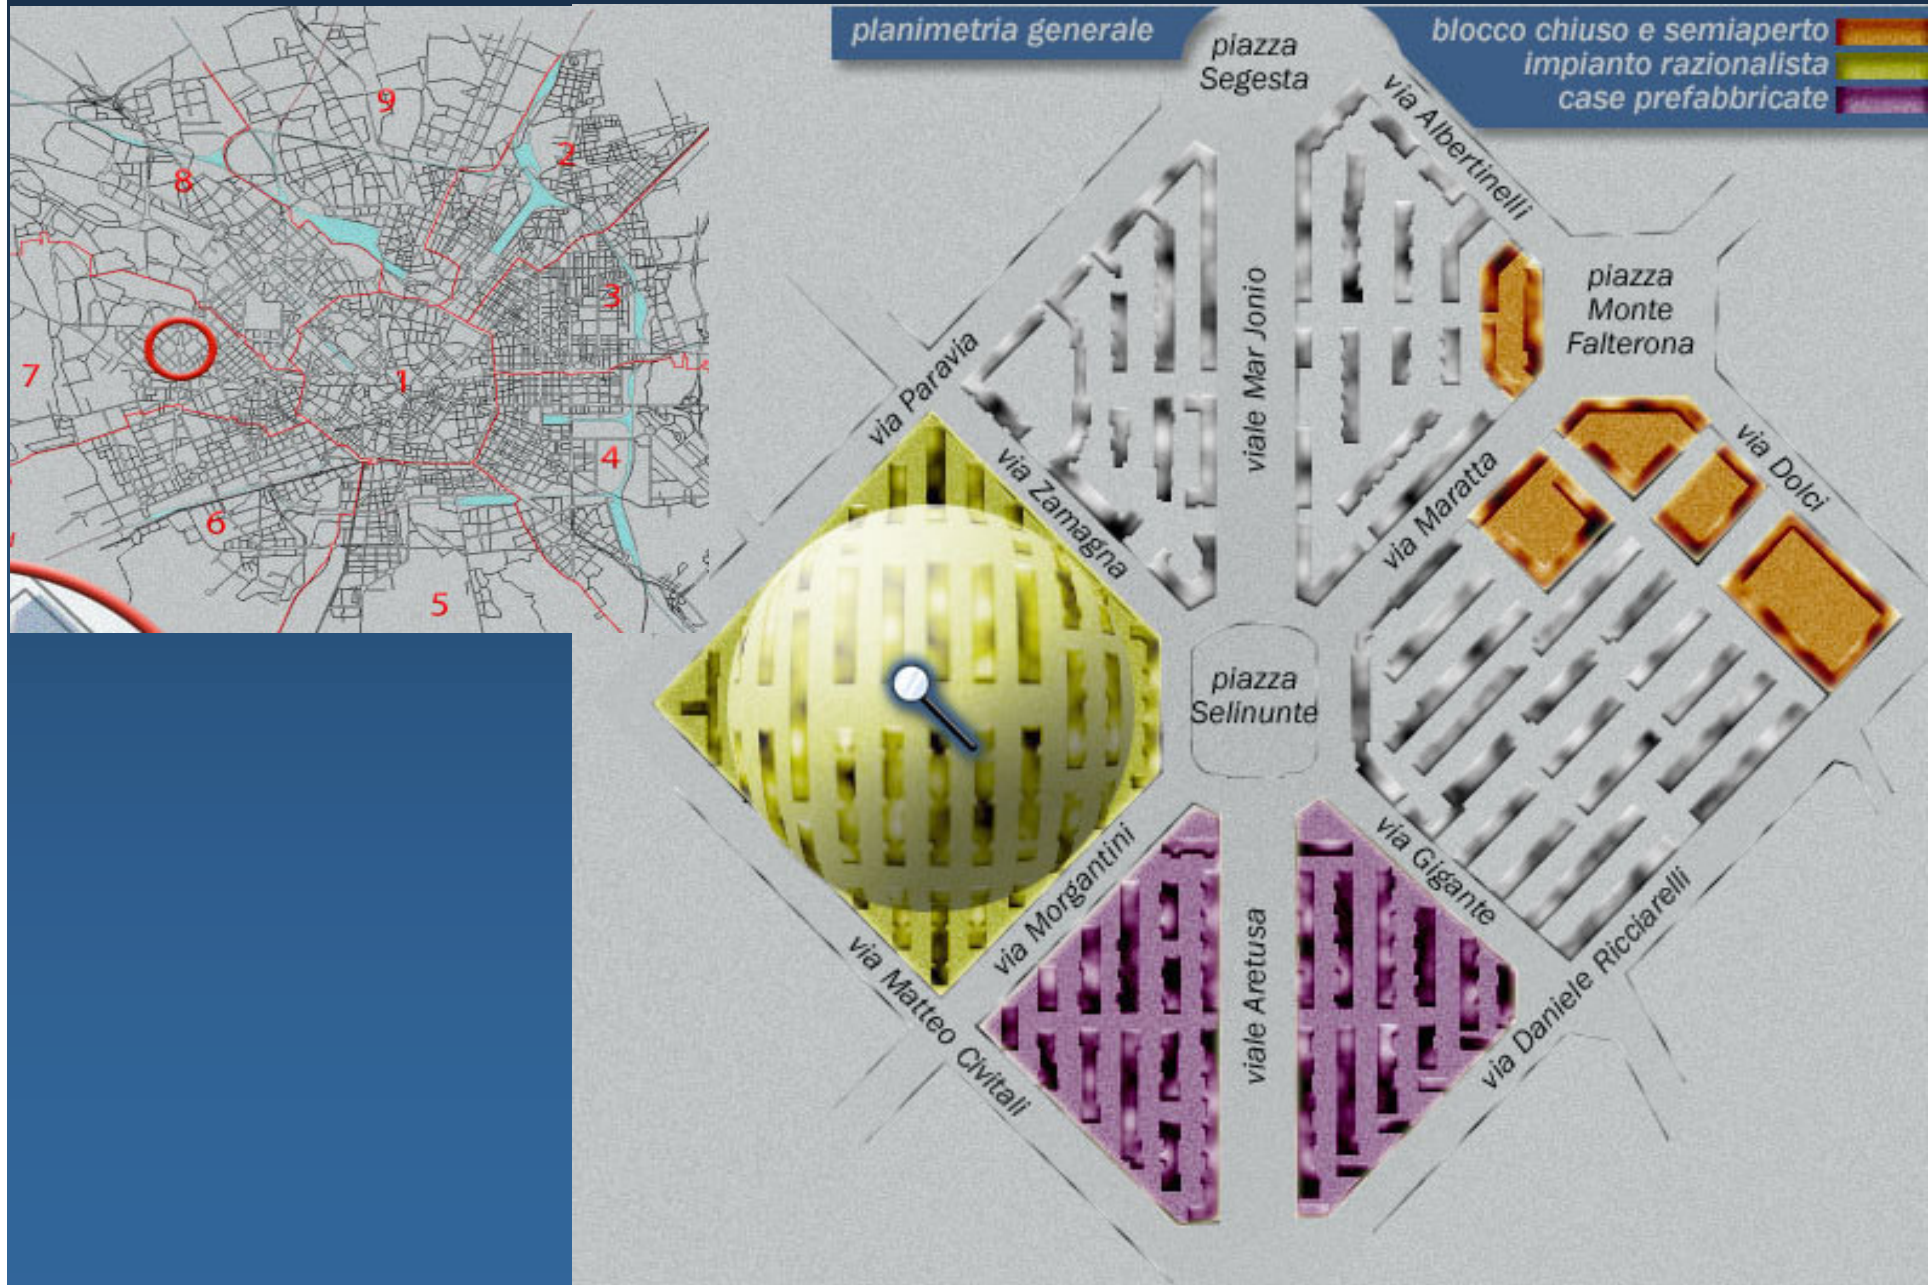 planimetria generale
piazza
Segesta
blocco chiuso e semiaperto
impianto razionalista
case prefabbricate
9
2
8
3
7
1
4
6
5
via Albertinelli
piazza
Monte
Falterona
viale Mar Jonio
via Paravia
via Zamagna
via Maratta
via Dolci
piazza
Selinunte
via Morgantini
via Gigante
via Matteo Civitali
viale Aretusa
via Daniele Ricciarelli